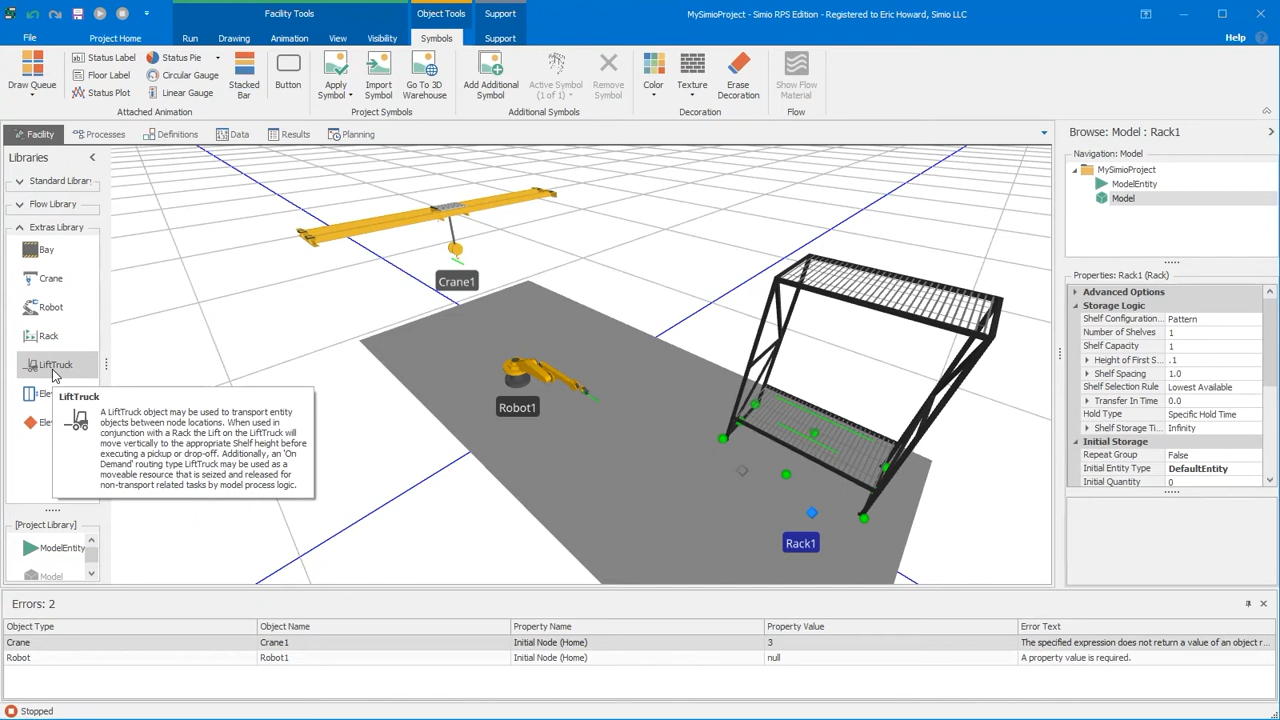 Facility Tools
Object Tools
Support
MySimioProject - Simio RPS Edition - Registered to Eric Howard, Simio LLC
File
Project Home
Run
Drawing
Animation
View
Visibility
Symbols
Support
Help
Draw Queue
Status Label
Floor Label
Status Plot
Status Pie
Circular Gauge
Linear Gauge
Stacked Bar
Button
Attached Animation
Apply Symbol
Import Symbol
Go To 3D Warehouse
Project Symbols
Add Additional Symbol
Active Symbol (1 of 1)
Remove Symbol
Additional Symbols
Color
Texture
Erase Decoration
Decoration
Show Flow Material
Flow
Facility
Processes
Definitions
Data
Results
Planning
Libraries
Standard Library
Flow Library
Extras Library
Bay
Crane
Robot
Rack
LiftTruck
Ele
Ele
LiftTruck
A LiftTruck object may be used to transport entity
objects between node locations. When used in
conjunction with a Rack the Lift on the LiftTruck will
move vertically to the appropriate Shelf height before
executing a pickup or drop-off. Additionally, an 'On
Demand' routing type LiftTruck may be used as a
moveable resource that is seized and released for
non-transport related tasks by model process logic.
[Project Library]
ModelEntity
Model
Crane1
Robot1
Rack1
Browse: Model : Rack1
Navigation: Model
MySimioProject
ModelEntity
Model
Properties: Rack1 (Rack)
Advanced Options
Storage Logic
Shelf Configuration... Pattern
Number of Shelves 1
Shelf Capacity 1
Height of First S... .1
Shelf Spacing 1.0
Shelf Selection Rule Lowest Available
Transfer In Time 0.0
Hold Type Specific Hold Time
Shelf Storage Ti... Infinity
Initial Storage
Repeat Group False
Initial Entity Type DefaultEntity
Initial Quantity 0
Errors: 2
Object Type Object Name Property Name Property Value Error Text
Crane Crane1 Initial Node (Home) 3 The specified expression does not return a value of an object r...
Robot Robot1 Initial Node (Home) null A property value is required.
Stopped